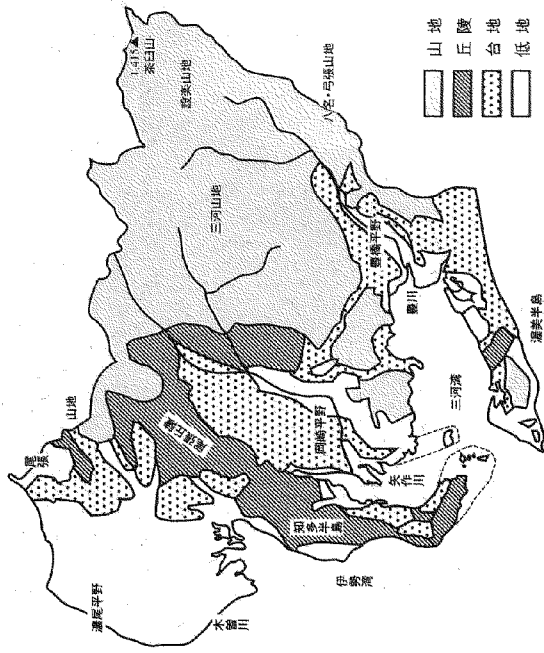 1,415▲
茶臼山
設楽山地
八名・弓張山地
三河山地
豊橋平野
豊川
渥美半島
三河湾
山地
尾張
尾張丘陵
岡崎平野
矢作川
知多半島
伊勢湾
濃尾平野
木曽川
山地
丘陵
台地
低地